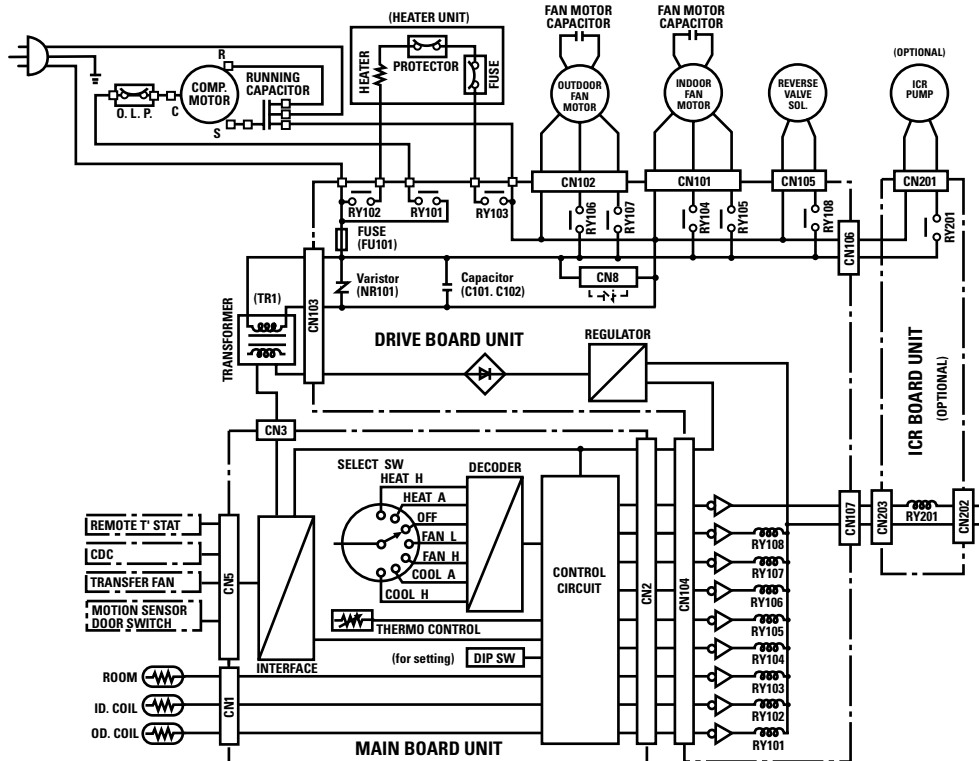 (HEATER UNIT)
FAN MOTOR
CAPACITOR
FAN MOTOR
CAPACITOR
R
COMP.
MOTOR
RUNNING
CAPACITOR
HEATER
PROTECTOR
FUSE
OUTDOOR
FAN
MOTOR
INDOOR
FAN
MOTOR
REVERSE
VALVE
SOL.
(OPTIONAL)
ICR
PUMP
O. L. P.
C
S
CN102
CN101
CN105
CN201
RY102
RY101
RY103
RY106
RY107
RY104
RY105
RY108
CN106
RY201
FUSE
(FU101)
Varistor
(NR101)
Capacitor
(C101. C102)
CN8
TRANSFORMER
(TR1)
CN103
DRIVE BOARD UNIT
REGULATOR
ICR BOARD UNIT
(OPTIONAL)
CN3
SELECT SW
HEAT H
HEAT A
OFF
FAN L
FAN H
COOL A
COOL H
DECODER
REMOTE T' STAT
CDC
TRANSFER FAN
MOTION SENSOR
DOOR SWITCH
CN5
INTERFACE
THERMO CONTROL
(for setting)
DIP SW
CONTROL
CIRCUIT
CN2
CN104
CN107
CN203
RY201
CN202
RY108
RY107
RY106
RY105
RY104
RY103
RY102
RY101
ROOM
ID. COIL
OD. COIL
CN1
MAIN BOARD UNIT